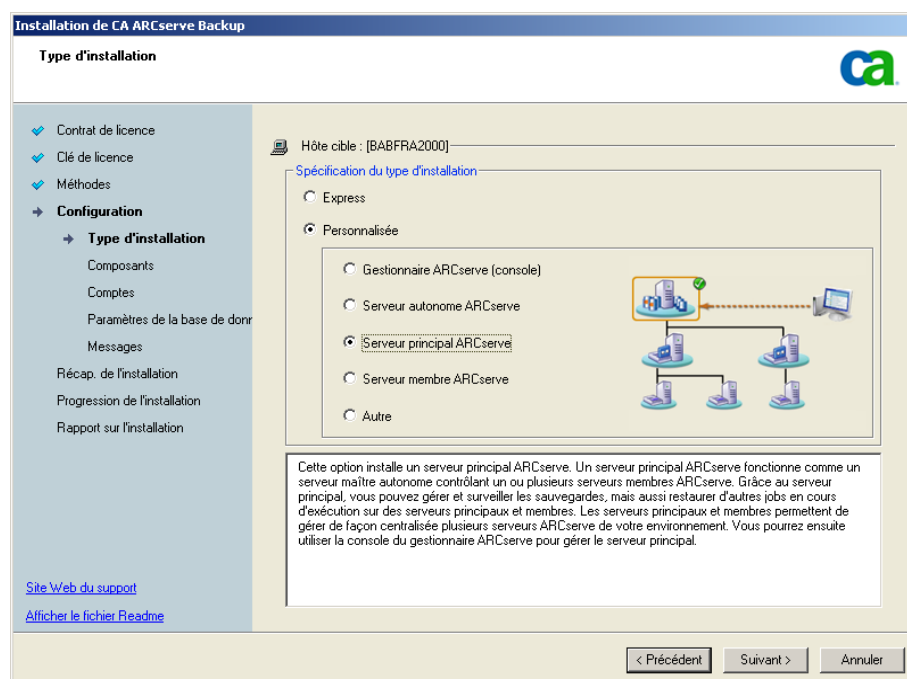 Installation de CA ARCserve Backup
Type d'installation
ca
Contrat de licence
Clé de licence
Méthodes
Configuration
Type d'installation
Composants
Comptes
Paramètres de la base de donr
Messages
Récap. de l'installation
Progression de l'installation
Rapport sur l'installation
Site Web du support
Afficher le fichier Readme
Hôte cible : [BABFRA2000]
Spécification du type d'installation
Express
Personnalisée
Gestionnaire ARCserve (console)
Serveur autonome ARCserve
Serveur principal ARCserve
Serveur membre ARCserve
Autre
Cette option installe un serveur principal ARCserve. Un serveur principal ARCserve fonctionne comme un
serveur maître autonome contrôlant un ou plusieurs serveurs membres ARCserve. Grâce au serveur
principal, vous pouvez gérer et surveiller les sauvegardes, mais aussi restaurer d'autres jobs en cours
d'exécution sur des serveurs principaux et membres. Les serveurs principaux et membres permettent de
gérer de façon centralisée plusieurs serveurs ARCserve de votre environnement. Vous pourrez ensuite
utiliser la console du gestionnaire ARCserve pour gérer le serveur principal.
< Précédent
Suivant >
Annuler